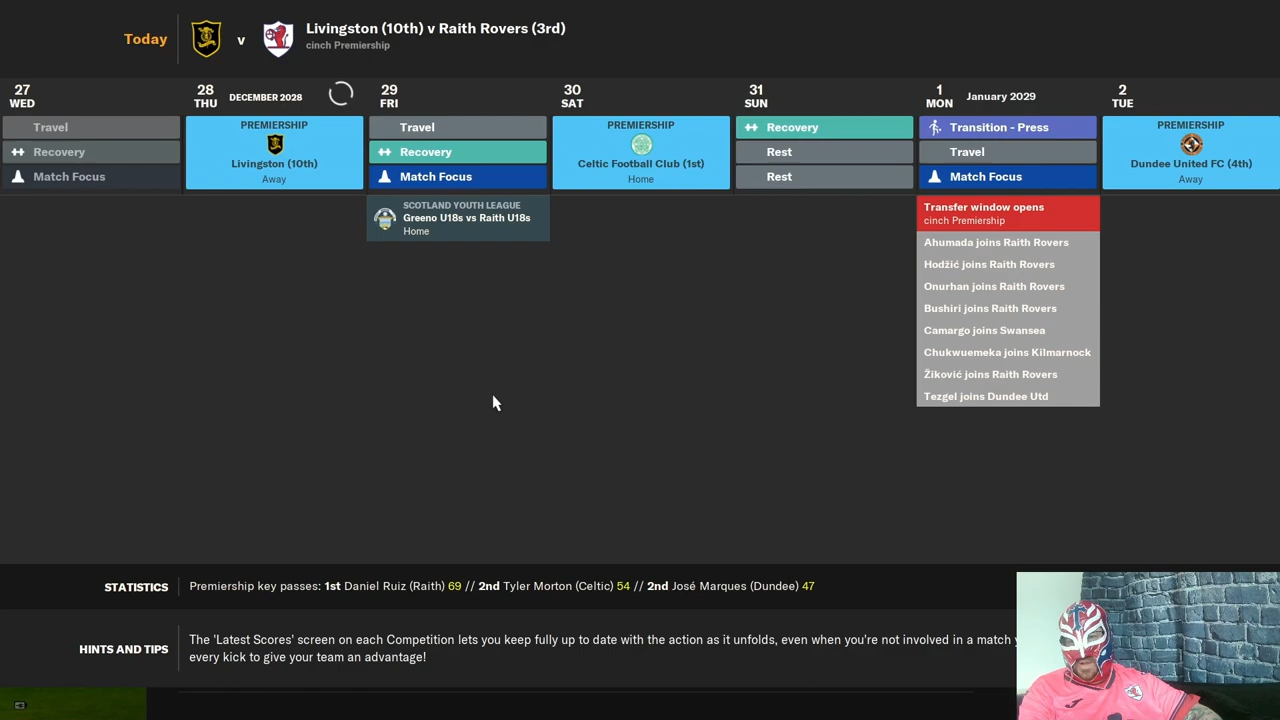 Today
v
Livingston (10th) v Raith Rovers (3rd)
cinch Premiership
27
WED
28
THU
DECEMBER 2028
29
FRI
30
SAT
31
SUN
1
MON
January 2029
2
TUE
Travel
Recovery
Match Focus
PREMIERSHIP
Livingston (10th)
Away
Travel
Recovery
Match Focus
SCOTLAND YOUTH LEAGUE
Greeno U18s vs Raith U18s
Home
PREMIERSHIP
Celtic Football Club (1st)
Home
Recovery
Rest
Rest
Transition - Press
Travel
Match Focus
Transfer window opens
cinch Premiership
Ahumada joins Raith Rovers
Hodžić joins Raith Rovers
Onurhan joins Raith Rovers
Bushiri joins Raith Rovers
Camargo joins Swansea
Chukwuemeka joins Kilmarnock
Žiković joins Raith Rovers
Tezgel joins Dundee Utd
PREMIERSHIP
Dundee United FC (4th)
Away
STATISTICS
Premiership key passes: 1st Daniel Ruiz (Raith) 69 // 2nd Tyler Morton (Celtic) 54 // 2nd José Marques (Dundee) 47
HINTS AND TIPS
The 'Latest Scores' screen on each Competition lets you keep fully up to date with the action as it unfolds, even when you're not involved in a match
every kick to give your team an advantage!